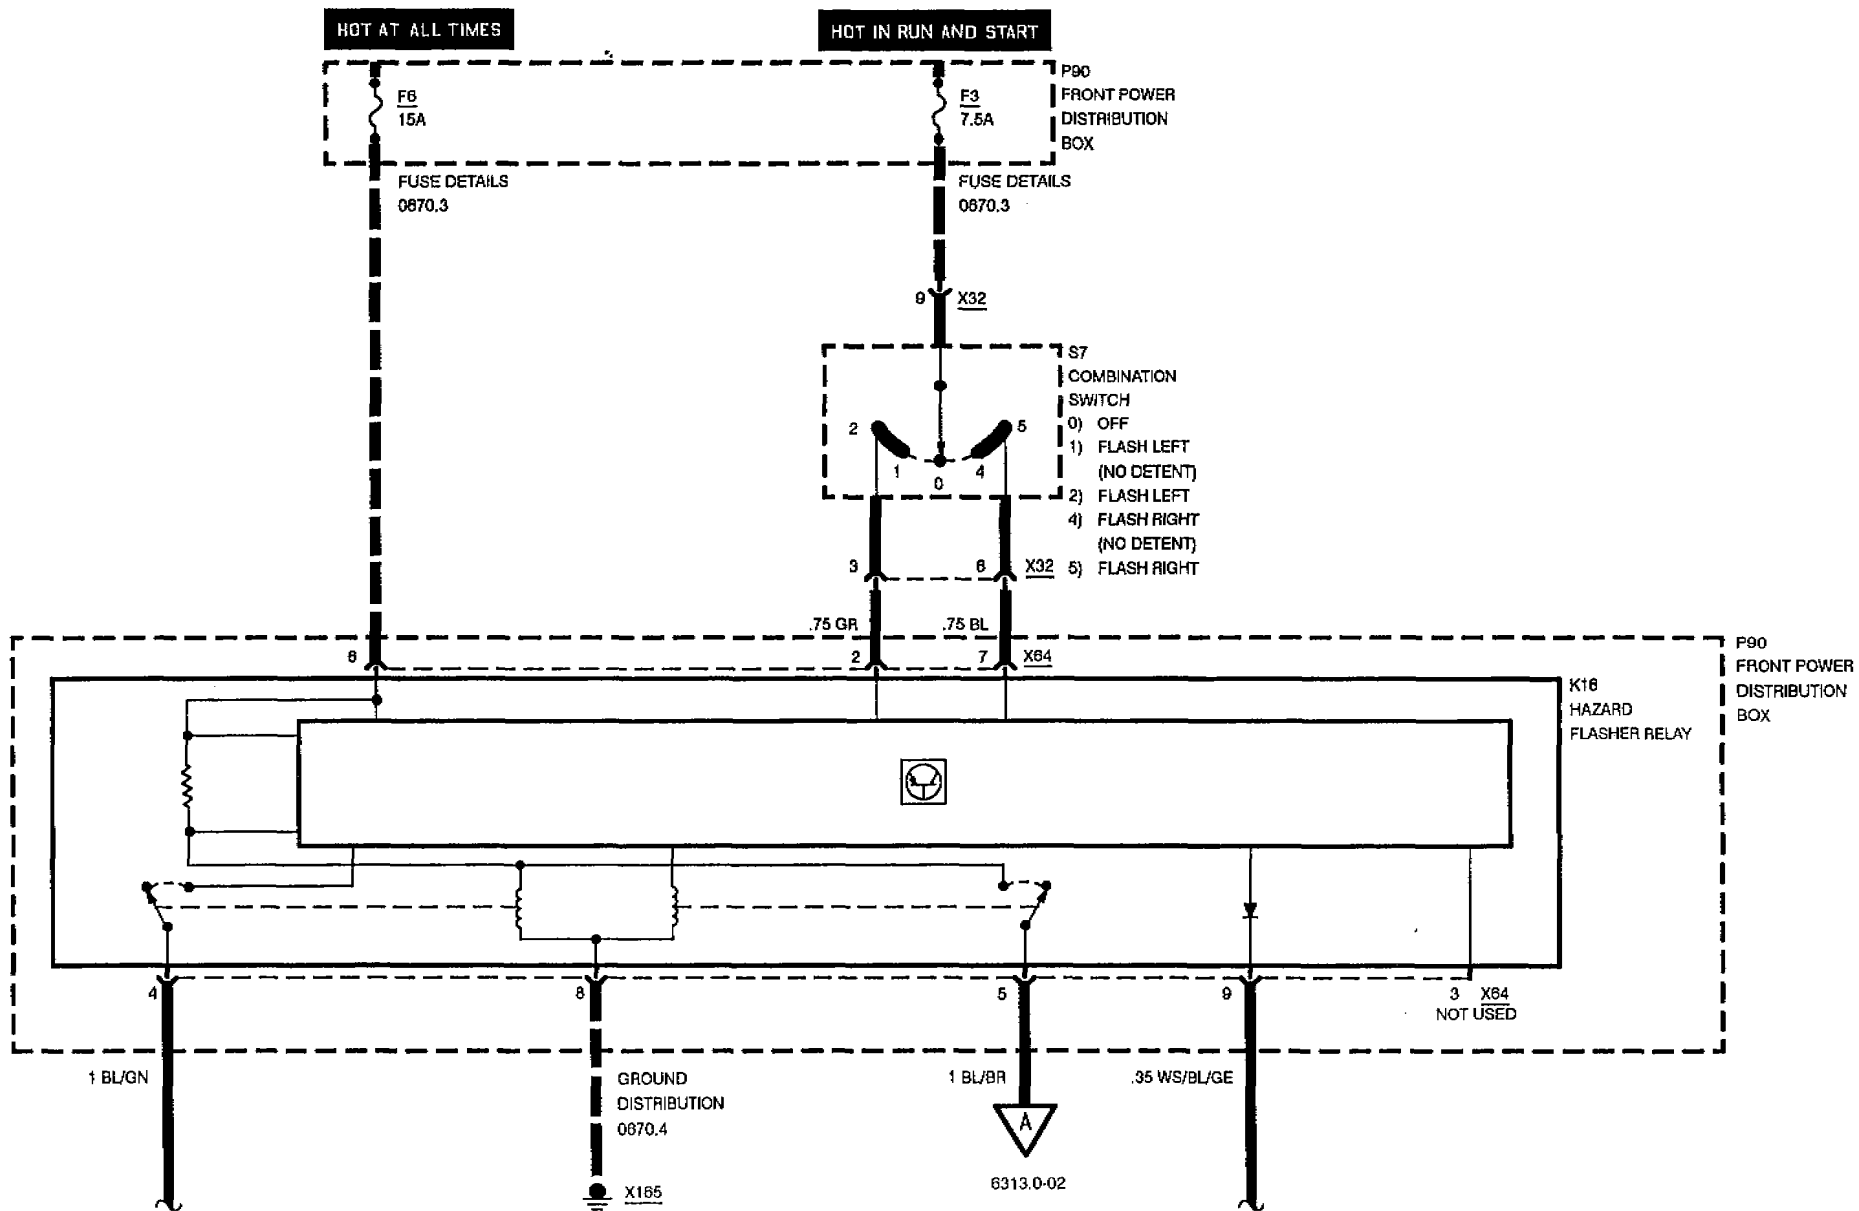 HOT AT ALL TIMES
HOT IN RUN AND START
F6
15A
F3
7.5A
P90
FRONT POWER
DISTRIBUTION
BOX
FUSE DETAILS
0670.3
FUSE DETAILS
0670.3
9 X32
S7
COMBINATION
SWITCH
0) OFF
1) FLASH LEFT
(NO DETENT)
2) FLASH LEFT
4) FLASH RIGHT
(NO DETENT)
5) FLASH RIGHT
2 5
1 4
0
3 6 X32
.75 GR .75 BL
6 2 7 X64
P90
FRONT POWER
DISTRIBUTION
BOX
K16
HAZARD
FLASHER RELAY
4 8 5 9 3 X64
NOT USED
1 BL/GN
GROUND
DISTRIBUTION
0670.4
1 BL/BR
.35 WS/BL/GE
A
6313.0-02
X165